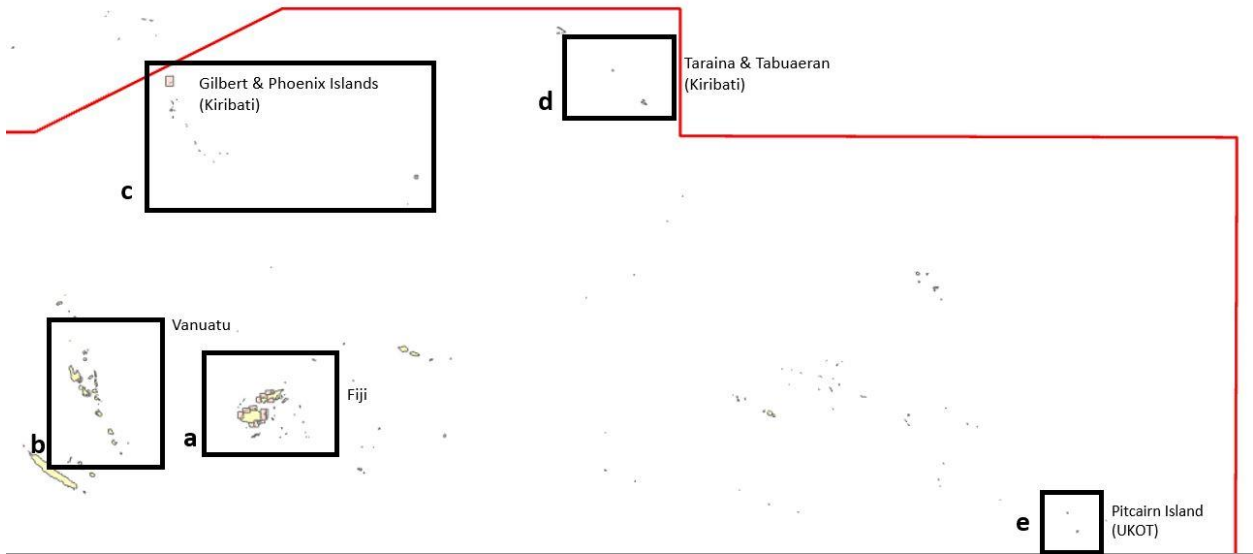 Gilbert & Phoenix Islands
(Kiribati)
c
Taraina & Tabuaeran
(Kiribati)
d
Vanuatu
b
Fiji
a
Pitcairn Island
(UKOT)
e